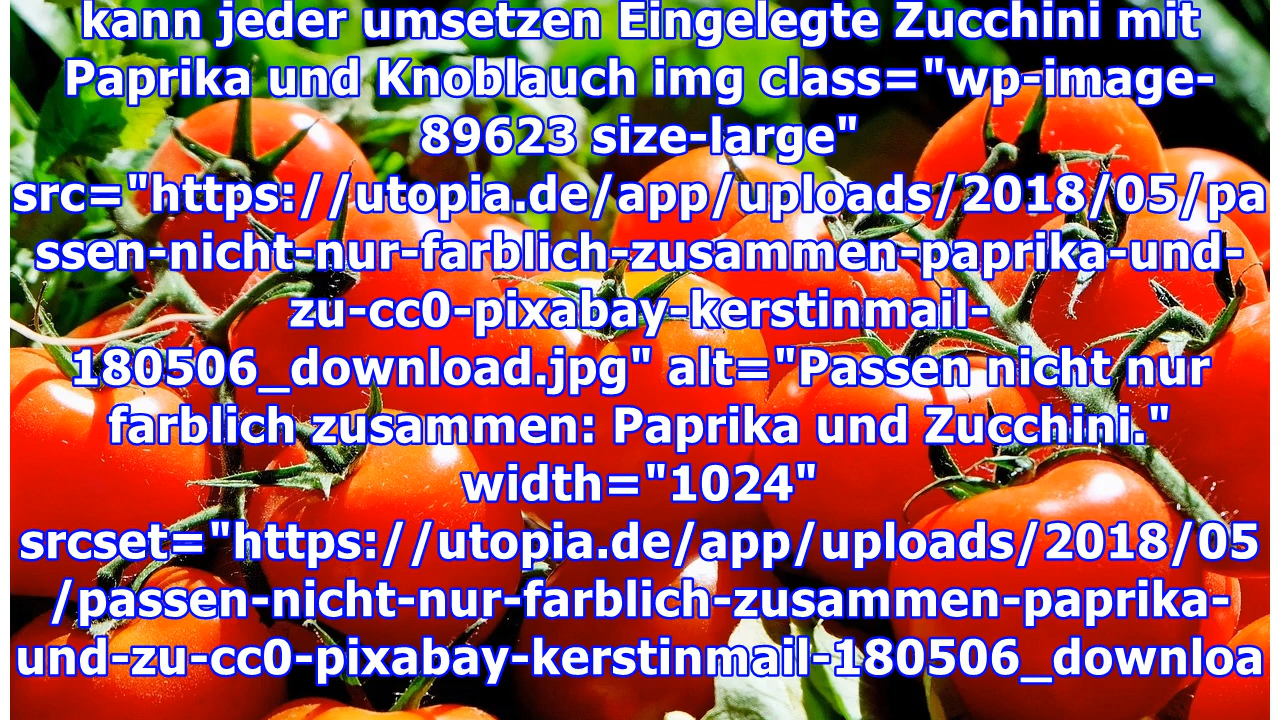 kann jeder umsetzen Eingelegte Zucchini mit
Paprika und Knoblauch img class="wp-image-
89623 size-large"
src="https://utopia.de/app/uploads/2018/05/pa
ssen-nicht-nur-farblich-zusammen-paprika-und-
zu-cc0-pixabay-kerstinmail-
180506_download.jpg" alt="Passen nicht nur
farblich zusammen: Paprika und Zucchini."
width="1024"
srcset="https://utopia.de/app/uploads/2018/05
/passen-nicht-nur-farblich-zusammen-paprika-
und-zu-cc0-pixabay-kerstinmail-180506_downloa